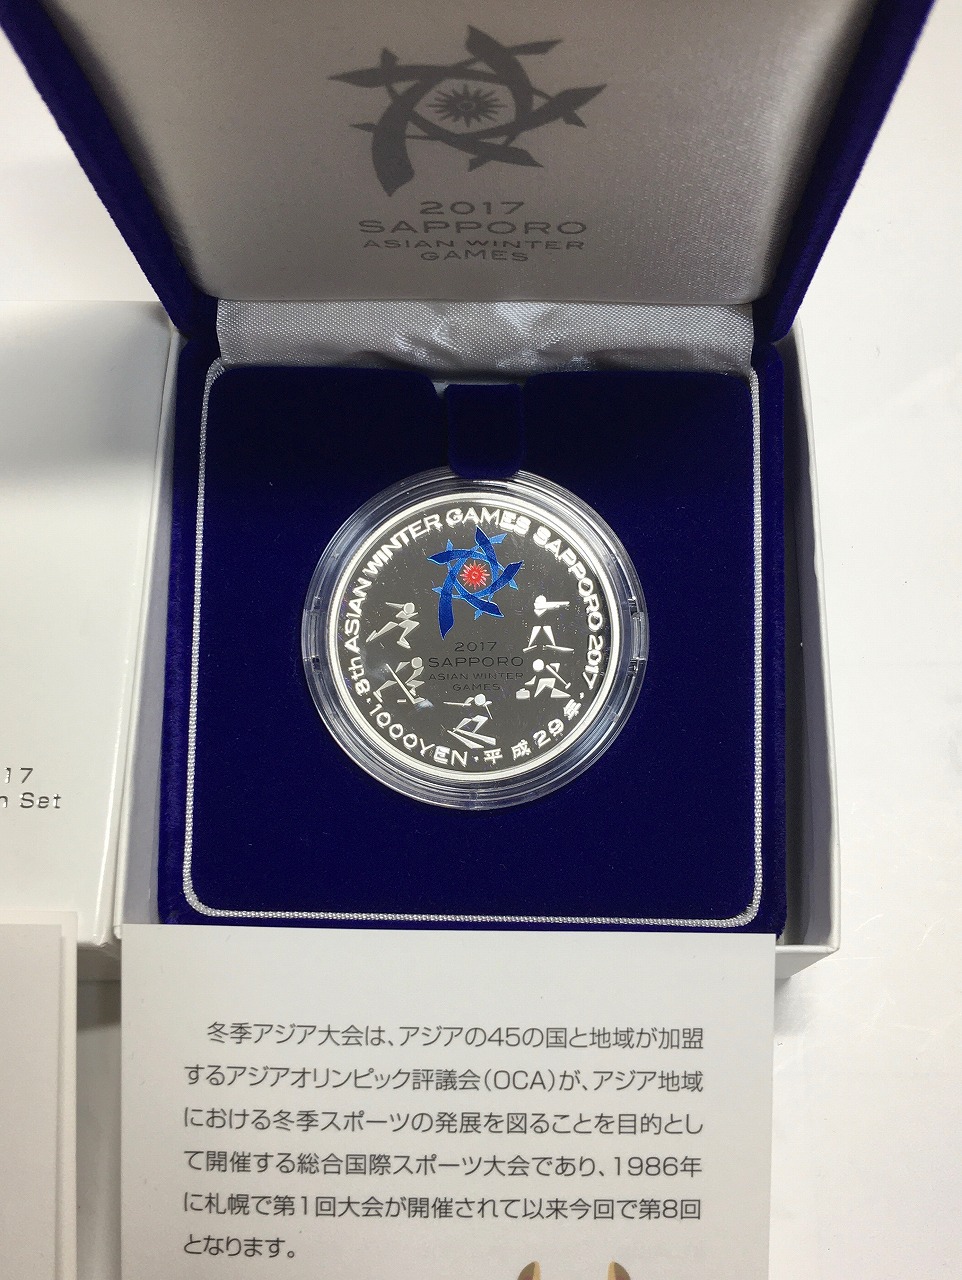 2017
SAPPORO
ASIAN WINTER
GAMES
8th ASIAN WINTER GAMES SAPPORO 2017
2017
SAPPORO
ASIAN WINTER
GAMES
1000YEN・平成29年
17
n Set
冬季アジア大会は、アジアの45の国と地域が加盟
するアジアオリンピック評議会(OCA)が、アジア地域
における冬季スポーツの発展を図ることを目的とし
て開催する総合国際スポーツ大会であり、1986年
に札幌で第1回大会が開催されて以来今回で第8回
となります。